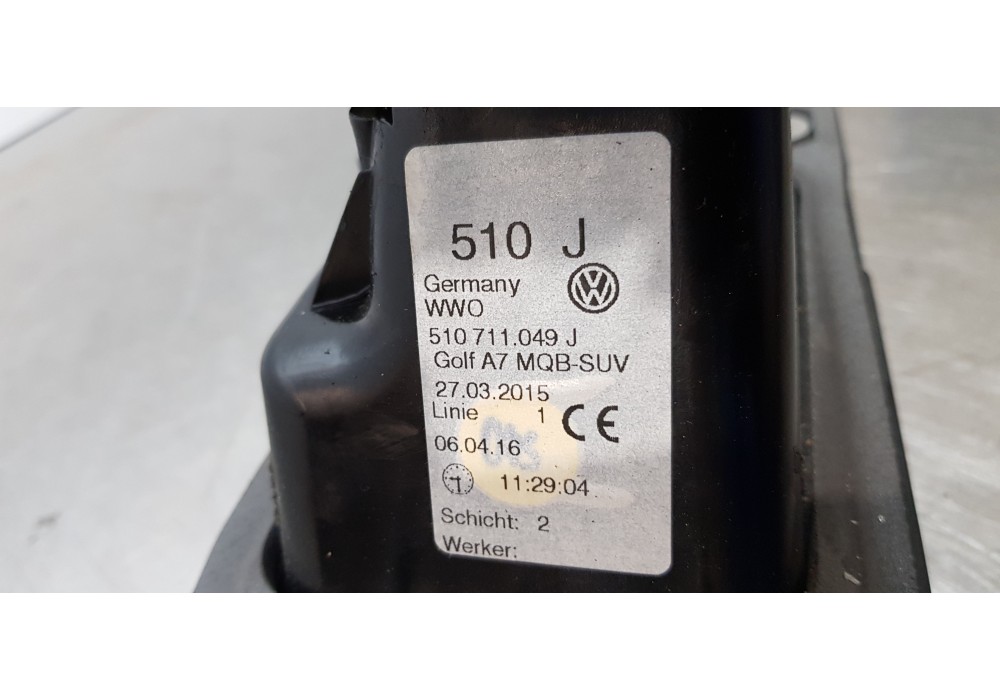 510 J
Germany
WWO
510 711.049 J
Golf A7 MQB-SUV
27.03.2015
Linie 1 CE
06.04.16
11:29:04
Schicht: 2
Werker: